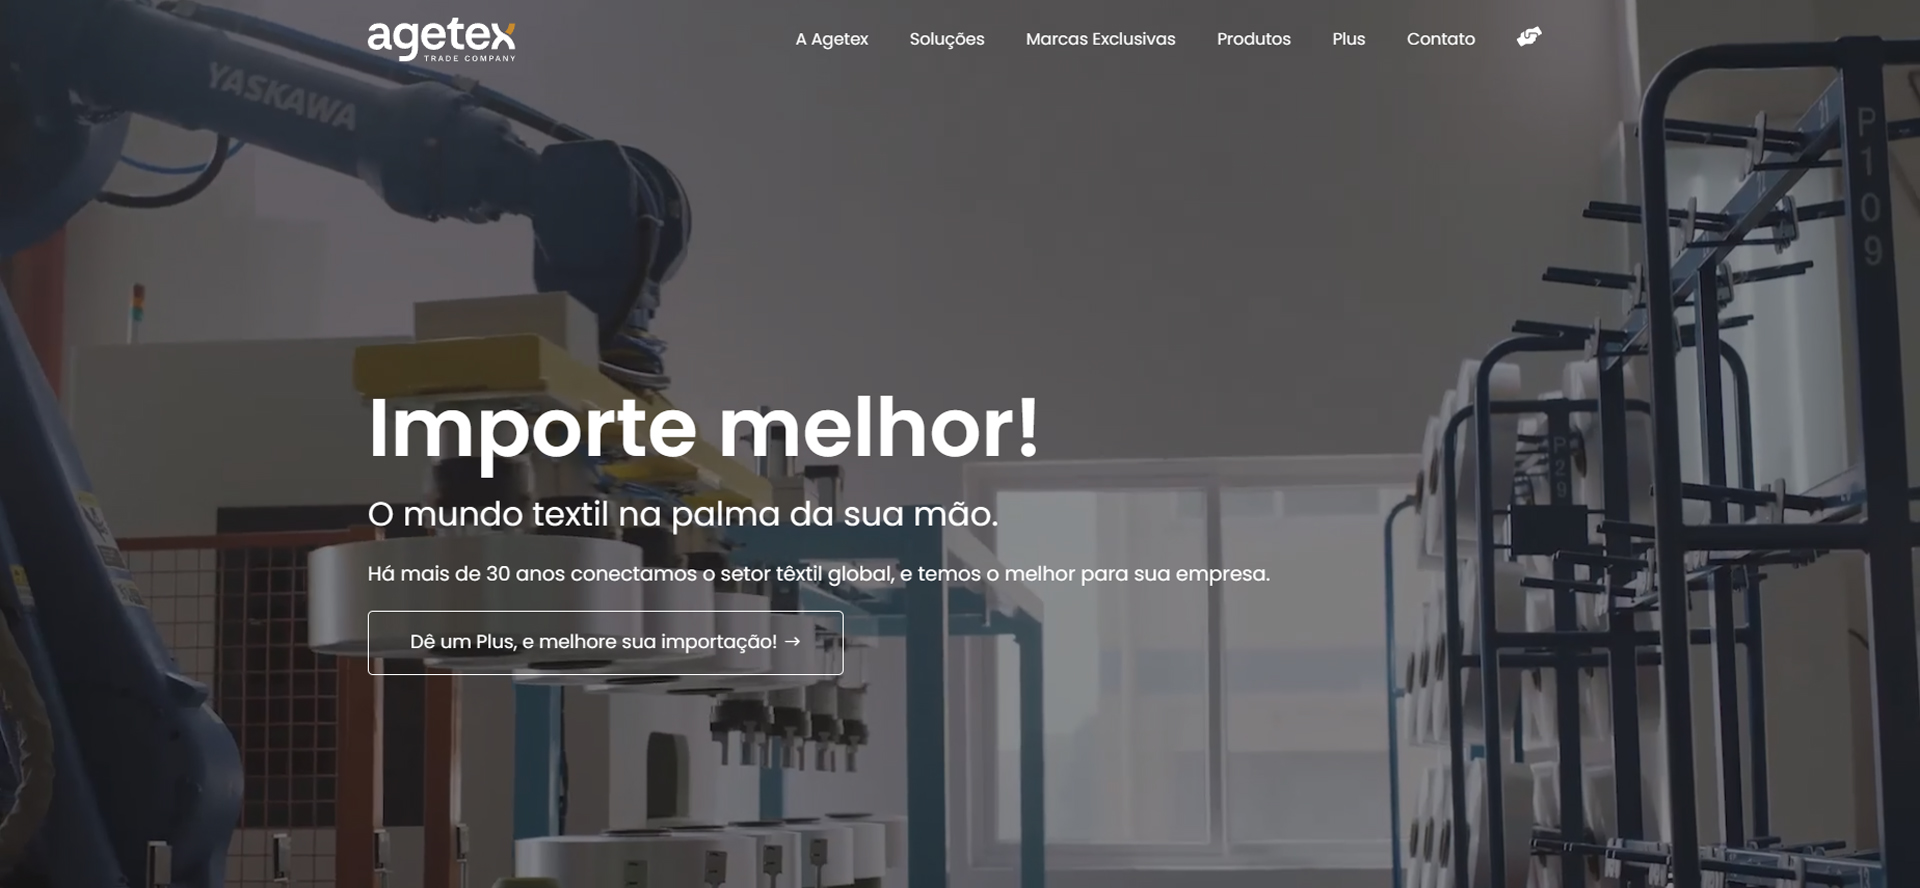 agetex
TRADE COMPANY
A Agetex
Soluções
Marcas Exclusivas
Produtos
Plus
Contato
YASKAWA
P109
Importe melhor!
P29
O mundo textil na palma da sua mão.
Há mais de 30 anos conectamos o setor têxtil global, e temos o melhor para sua empresa.
Dê um Plus, e melhore sua importação! →